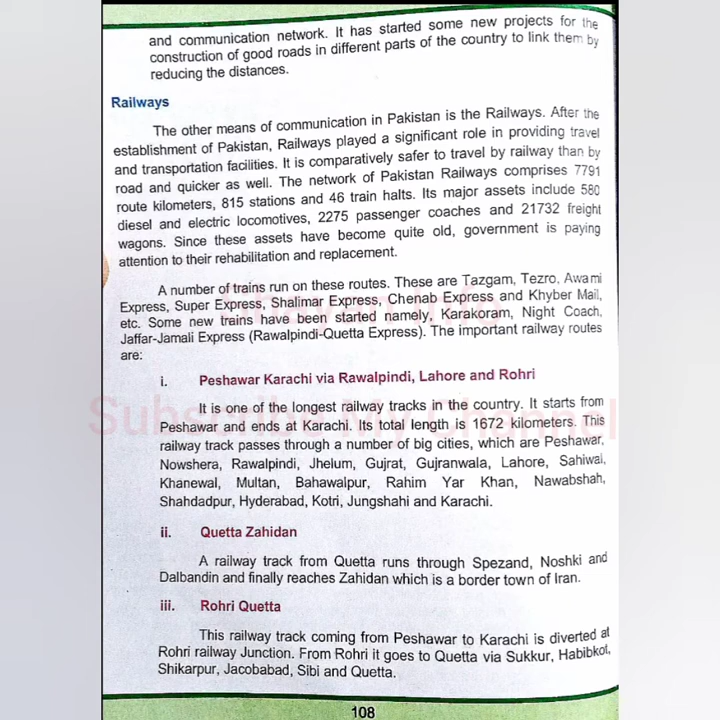 and communication network. It has started some new projects for the
construction of good roads in different parts of the country to link them by
reducing the distances.
Railways
The other means of communication in Pakistan is the Railways. After the
establishment of Pakistan, Railways played a significant role in providing travel
and transportation facilities. It is comparatively safer to travel by railway than by
road and quicker as well. The network of Pakistan Railways comprises 7791
route kilometers, 815 stations and 46 train halts. Its major assets include 580
diesel and electric locomotives, 2275 passenger coaches and 21732 freight
wagons. Since these assets have become quite old, government is paying
attention to their rehabilitation and replacement.
A number of trains run on these routes. These are Tazgam, Tezro, Awami
Express, Super Express, Shalimar Express, Chenab Express and Khyber Mail,
etc. Some new trains have been started namely, Karakoram, Night Coach,
Jaffar-Jamali Express (Rawalpindi-Quetta Express). The important railway routes
are:
i. Peshawar Karachi via Rawalpindi, Lahore and Rohri
It is one of the longest railway tracks in the country. It starts from
Subscribe My Channel
Peshawar and ends at Karachi. Its total length is 1672 kilometers. This
railway track passes through a number of big cities, which are Peshawar,
Nowshera, Rawalpindi, Jhelum, Gujrat, Gujranwala, Lahore, Sahiwal,
Khanewal, Multan, Bahawalpur, Rahim Yar Khan, Nawabshah,
Shahdadpur, Hyderabad, Kotri, Jungshahi and Karachi.
ii. Quetta Zahidan
A railway track from Quetta runs through Spezand, Noshki and
Dalbandin and finally reaches Zahidan which is a border town of Iran.
iii. Rohri Quetta
This railway track coming from Peshawar to Karachi is diverted at
Rohri railway Junction. From Rohri it goes to Quetta via Sukkur, Habibkot,
Shikarpur, Jacobabad, Sibi and Quetta.
108